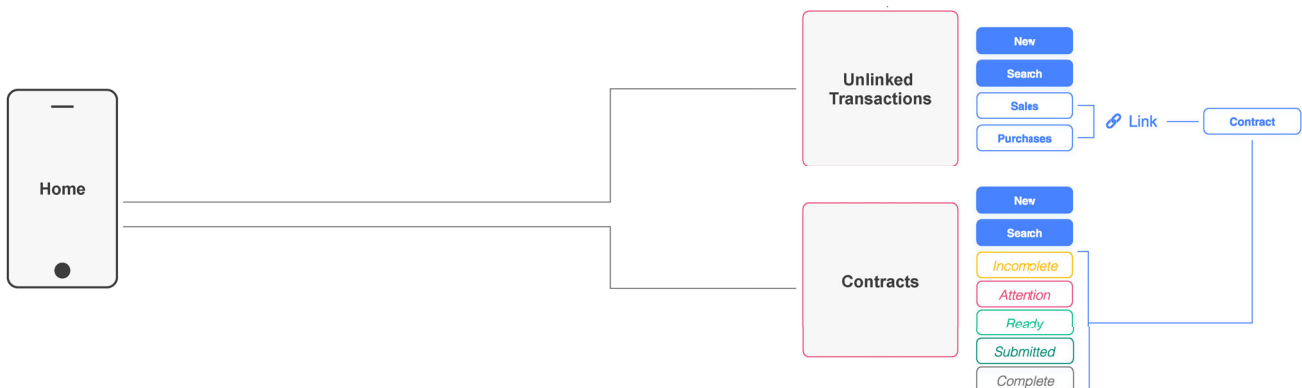 Home
Unlinked
Transactions
New
Search
Sales
Purchases
Link
Contract
Contracts
New
Search
Incomplete
Attention
Ready
Submitted
Complete